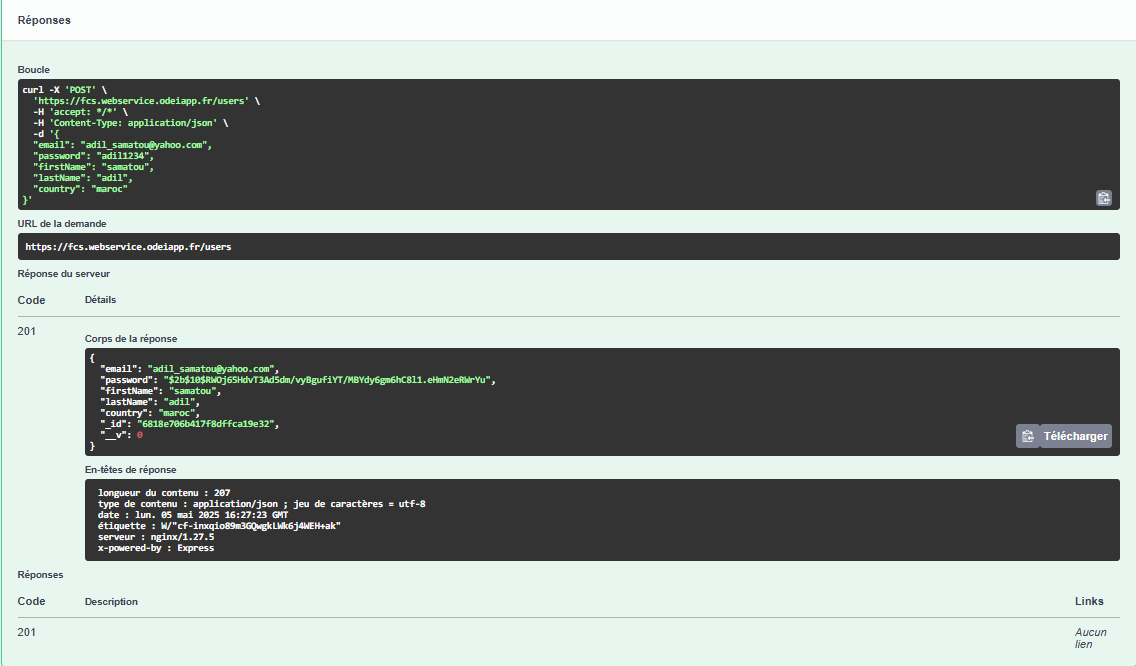 Réponses
Boucle
curl -X 'POST' \
'https://fcs.webservice.odeiapp.fr/users' \
-H 'accept: */*' \
-H 'Content-Type: application/json' \
-d '{
"email": "adil_samatou@yahoo.com",
"password": "adil1234",
"firstName": "samatou",
"lastName": "adil",
"country": "maroc"
}'
URL de la demande
https://fcs.webservice.odeiapp.fr/users
Réponse du serveur
Code Détails
201
Corps de la réponse
{
"email": "adil_samatou@yahoo.com",
"password": "$2b$10$RWOj65HdvT3Ad5dm/vyBgufiYT/MBYdy6gm6hC8l1.eHmN2eRWrYu",
"firstName": "samatou",
"lastName": "adil",
"country": "maroc",
"_id": "6818e706b417f8dffca19e32",
"__v": 0
}
Télécharger
En-têtes de réponse
longueur du contenu : 207
type de contenu : application/json ; jeu de caractères = utf-8
date : lun. 05 mai 2025 16:27:23 GMT
étiquette : W/"cf-inxqio89m3GQwgkLWk6j4WEH+ak"
serveur : nginx/1.27.5
x-powered-by : Express
Réponses
Code Description Links
201 Aucun
lien